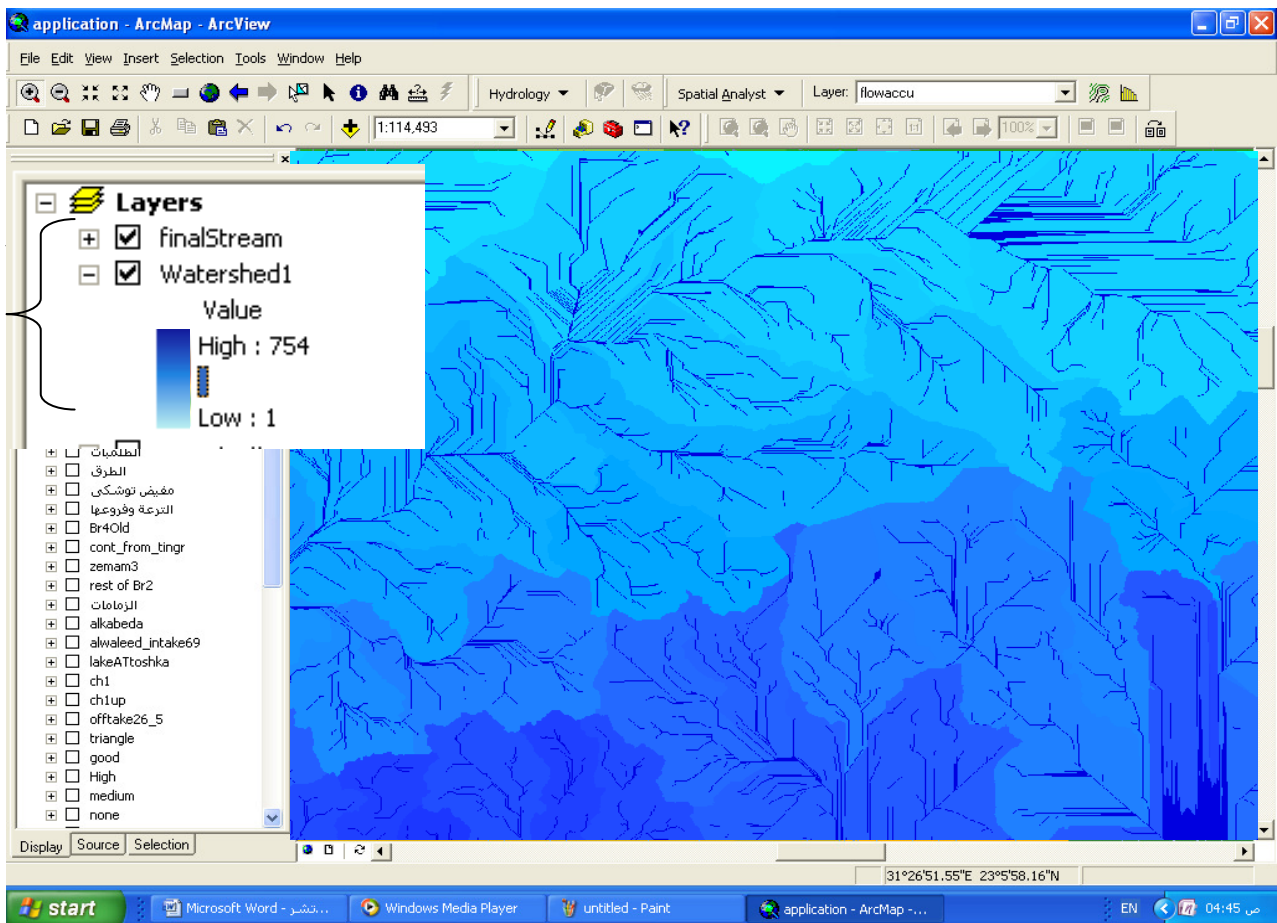 application - ArcMap - ArcView
File Edit View Insert Selection Tools Window Help
Hydrology Spatial Analyst Layer: flowaccu
1:114,493 100%
Layers
finalStream
Watershed1
Value
High : 754
Low : 1
الطلمبات
الطرق
مفيض توشكى
الترعة وفروعها
Br4Old
cont_from_tingr
zemam3
rest of Br2
الزمامات
alkabeda
alwaleed_intake69
lakeATtoshka
ch1
ch1up
offtake26_5
triangle
good
High
medium
none
Display Source Selection
31°26'51.55"E 23°5'58.16"N
start Microsoft Word - تشر... Windows Media Player untitled - Paint application - ArcMap -... EN 04:45 ص